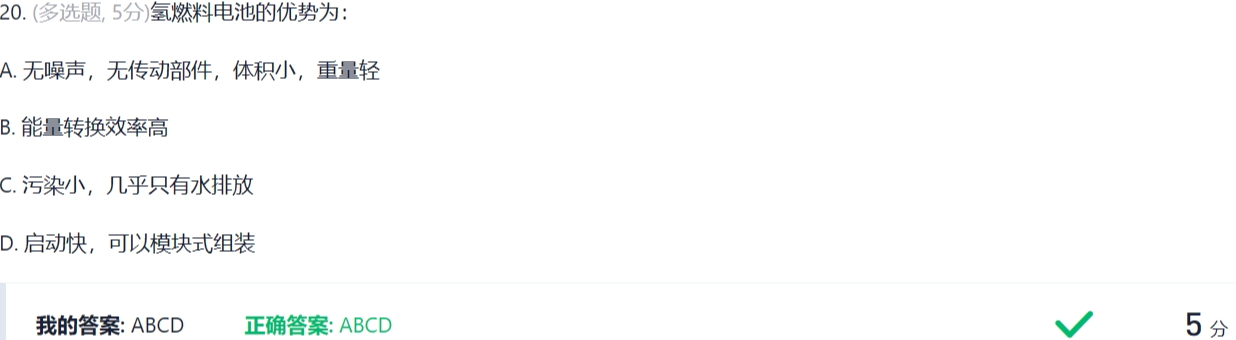 20. (多选题, 5分)氢燃料电池的优势为：
A. 无噪声，无传动部件，体积小，重量轻
B. 能量转换效率高
C. 污染小，几乎只有水排放
D. 启动快，可以模块式组装
我的答案: ABCD 正确答案: ABCD 5 分